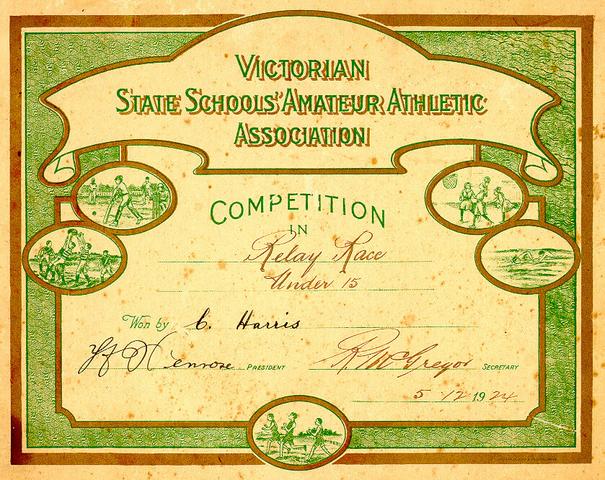 VICTORIAN
STATE SCHOOLS' AMATEUR ATHLETIC
ASSOCIATION
COMPETITION
IN
Relay Race
Under 15
Won by C. Harris
PRESIDENT R McGregor SECRETARY
5 12 1924